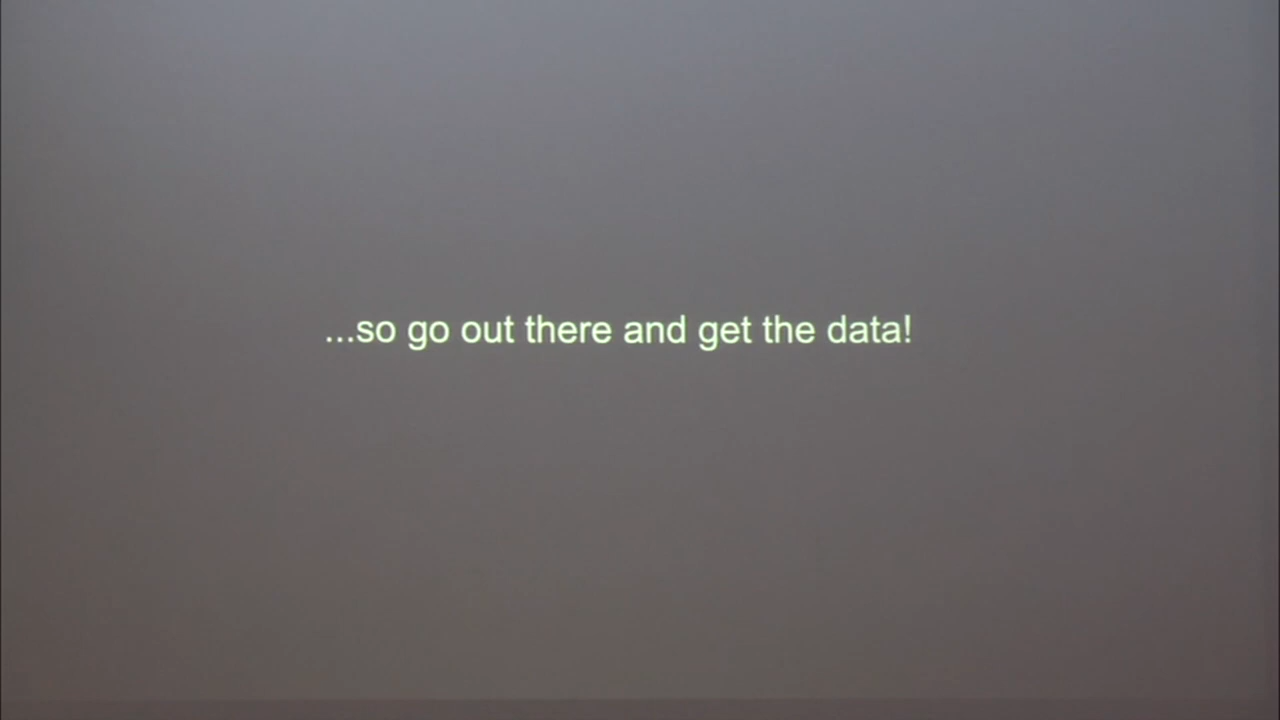 ...so go out there and get the data!